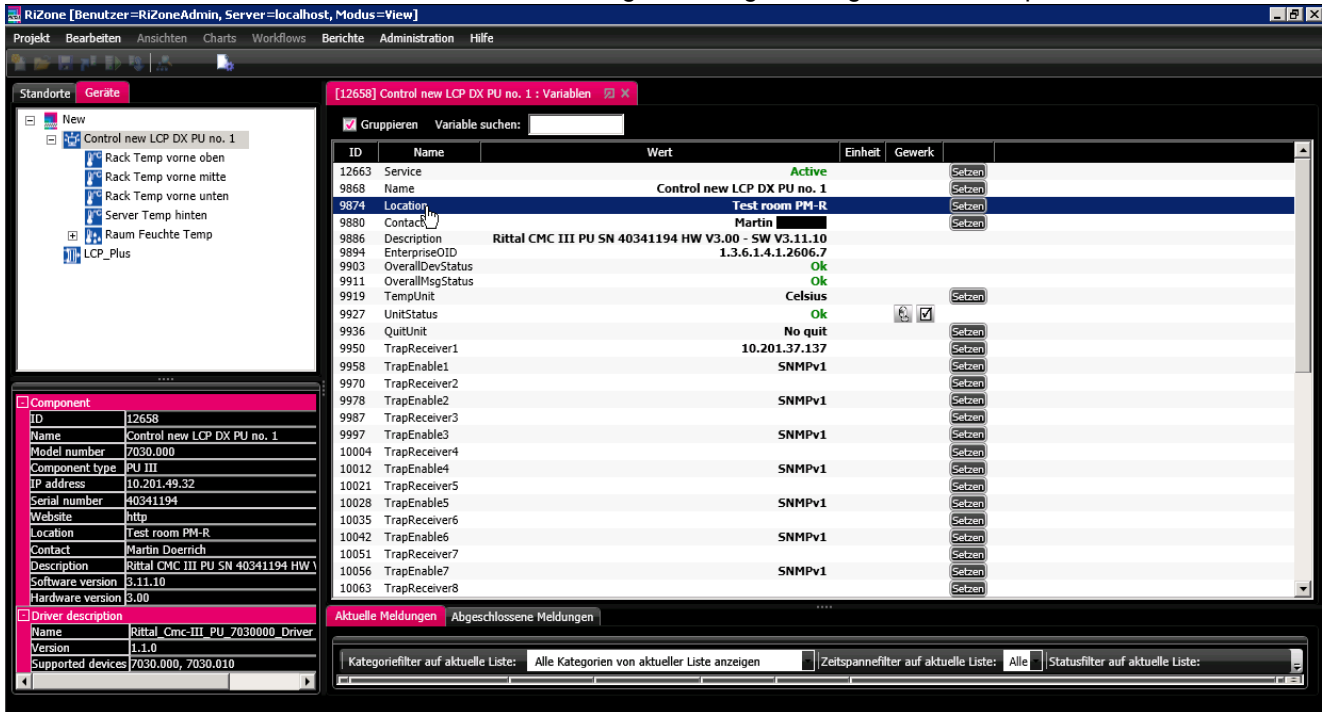 RiZone [Benutzer=RiZoneAdmin, Server=localhost, Modus=View]
Projekt Bearbeiten Ansichten Charts Workflows Berichte Administration Hilfe
Standorte Geräte
New
Control new LCP DX PU no. 1
Rack Temp vorne oben
Rack Temp vorne mitte
Rack Temp vorne unten
Server Temp hinten
Raum Feuchte Temp
LCP_Plus
Component
ID 12658
Name Control new LCP DX PU no. 1
Model number 7030.000
Component type PU III
IP address 10.201.49.32
Serial number 40341194
Website http
Location Test room PM-R
Contact Martin Doerrich
Description Rittal CMC III PU SN 40341194 HW
Software version 3.11.10
Hardware version 3.00
Driver description
Name Rittal_Cmc-III_PU_7030000_Driver
Version 1.1.0
Supported devices 7030.000, 7030.010
[12658] Control new LCP DX PU no. 1 : Variablen
Gruppieren Variable suchen:
ID Name Wert Einheit Gewerk
12663 Service Active Setzen
9868 Name Control new LCP DX PU no. 1 Setzen
9874 Location Test room PM-R Setzen
9880 Contact Martin Setzen
9886 Description Rittal CMC III PU SN 40341194 HW V3.00 - SW V3.11.10
9894 EnterpriseOID 1.3.6.1.4.1.2606.7
9903 OverallDevStatus Ok
9911 OverallMsgStatus Ok
9919 TempUnit Celsius Setzen
9927 UnitStatus Ok
9936 QuitUnit No quit Setzen
9950 TrapReceiver1 10.201.37.137 Setzen
9958 TrapEnable1 SNMPv1 Setzen
9970 TrapReceiver2 Setzen
9978 TrapEnable2 SNMPv1 Setzen
9987 TrapReceiver3 Setzen
9997 TrapEnable3 SNMPv1 Setzen
10004 TrapReceiver4 Setzen
10012 TrapEnable4 SNMPv1 Setzen
10021 TrapReceiver5 Setzen
10028 TrapEnable5 SNMPv1 Setzen
10035 TrapReceiver6 Setzen
10042 TrapEnable6 SNMPv1 Setzen
10051 TrapReceiver7 Setzen
10056 TrapEnable7 SNMPv1 Setzen
10063 TrapReceiver8 Setzen
Aktuelle Meldungen Abgeschlossene Meldungen
Kategoriefilter auf aktuelle Liste: Alle Kategorien von aktueller Liste anzeigen Zeitspannefilter auf aktuelle Liste: Alle Statusfilter auf aktuelle Liste: